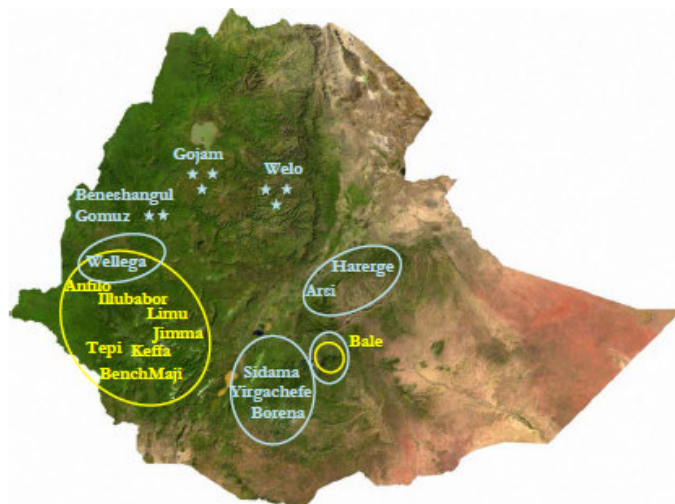 Gojam
Welo
Beneshangul
Gomuz
Wellega
Anfilo
Illubabor
Limu
Jimma
Tepi
Keffa
BenchMaji
Harerge
Arsi
Bale
Sidama
Yirgachefe
Borena